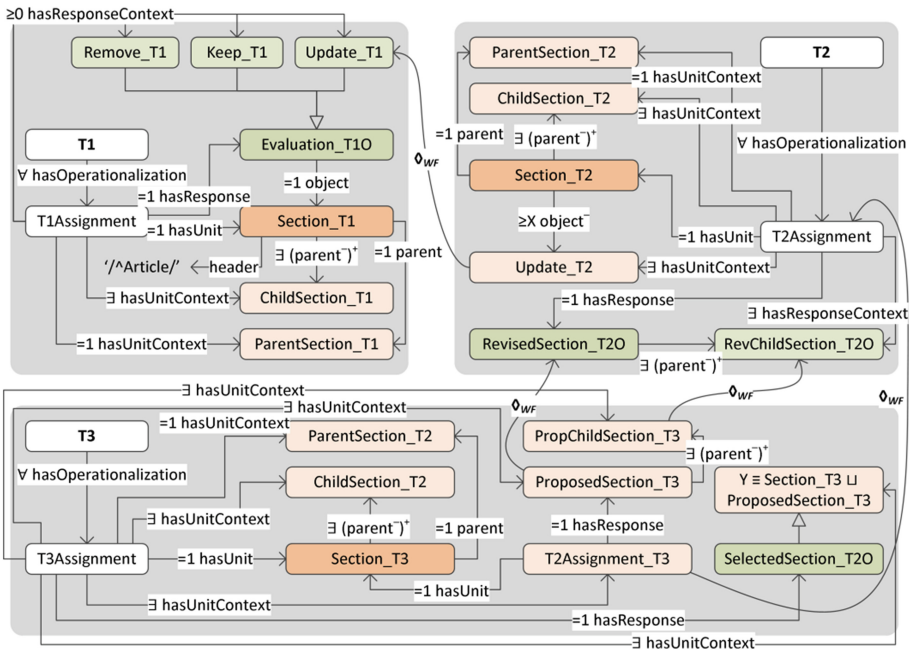 ≥0 hasResponseContext
Remove_T1
Keep_T1
Update_T1
T1
Evaluation_T1O
∀ hasOperationalization
=1 hasResponse
=1 object
T1Assignment
=1 hasUnit
Section_T1
=1 parent
'/^Article/'
header
∃ (parent⁻)⁺
∃ hasUnitContext
ChildSection_T1
=1 hasUnitContext
ParentSection_T1
◊WF
ParentSection_T2
T2
=1 hasUnitContext
ChildSection_T2
∃ hasUnitContext
=1 parent
∃ (parent⁻)⁺
∀ hasOperationalization
Section_T2
≥X object⁻
=1 hasUnit
T2Assignment
Update_T2
∃ hasUnitContext
=1 hasResponse
∃ hasResponseContext
RevisedSection_T2O
RevChildSection_T2O
∃ (parent⁻)⁺
∃ hasUnitContext
◊WF
◊WF
◊WF
∃ hasUnitContext
=1 hasUnitContext
T3
ParentSection_T2
PropChildSection_T3
∃ (parent⁻)⁺
∀ hasOperationalization
ChildSection_T2
ProposedSection_T3
Y ≡ Section_T3 ⊔
ProposedSection_T3
∃ hasUnitContext
∃ (parent⁻)⁺
=1 parent
=1 hasResponse
T3Assignment
=1 hasUnit
Section_T3
T2Assignment_T3
SelectedSection_T2O
=1 hasUnit
∃ hasUnitContext
=1 hasResponse
∃ hasUnitContext